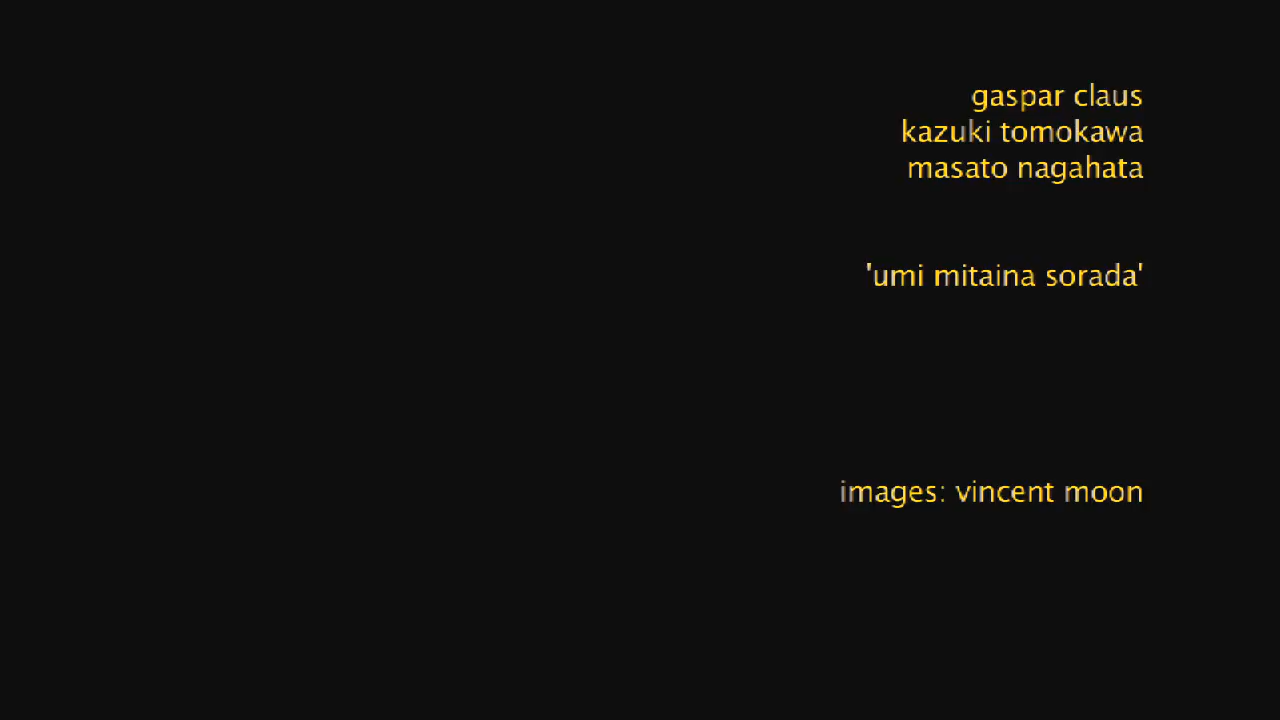 gaspar claus
kazuki tomokawa
masato nagahata
'umi mitaina sorada'
images: vincent moon